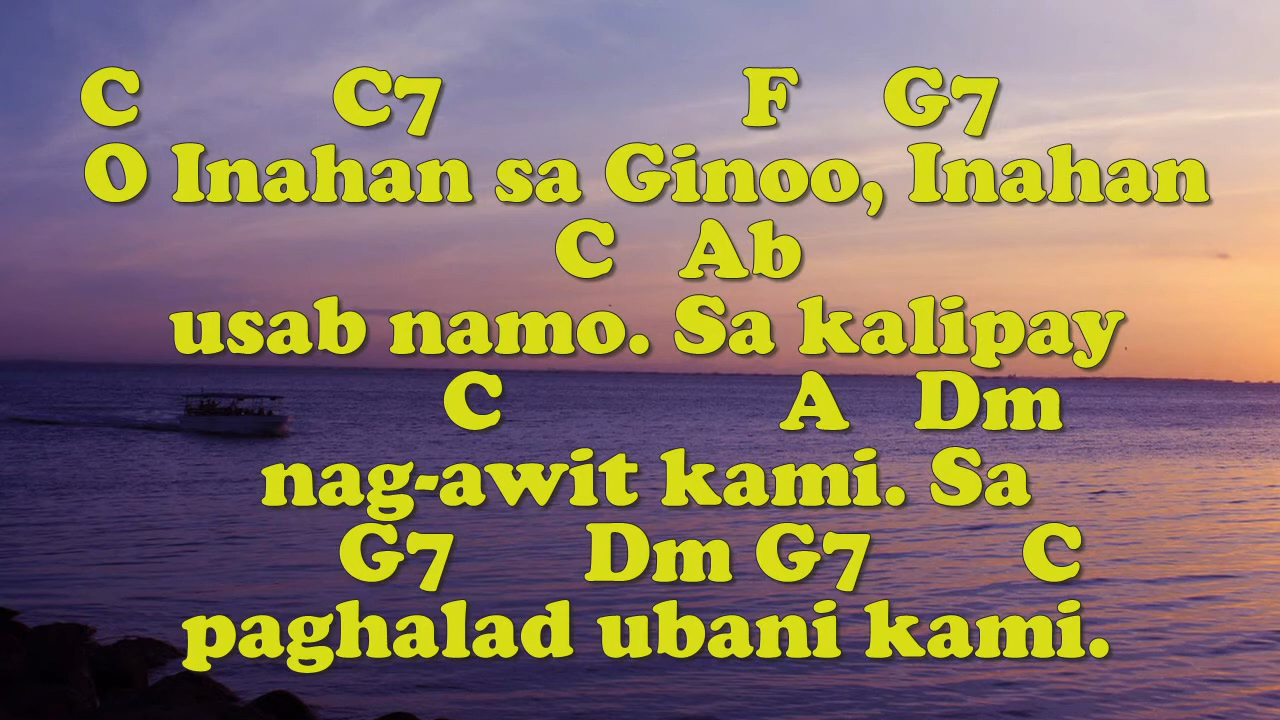 C C7 F G7
O Inahan sa Ginoo, Inahan
C Ab
usab namo. Sa kalipay
C A Dm
nag-awit kami. Sa
G7 Dm G7 C
paghalad ubani kami.